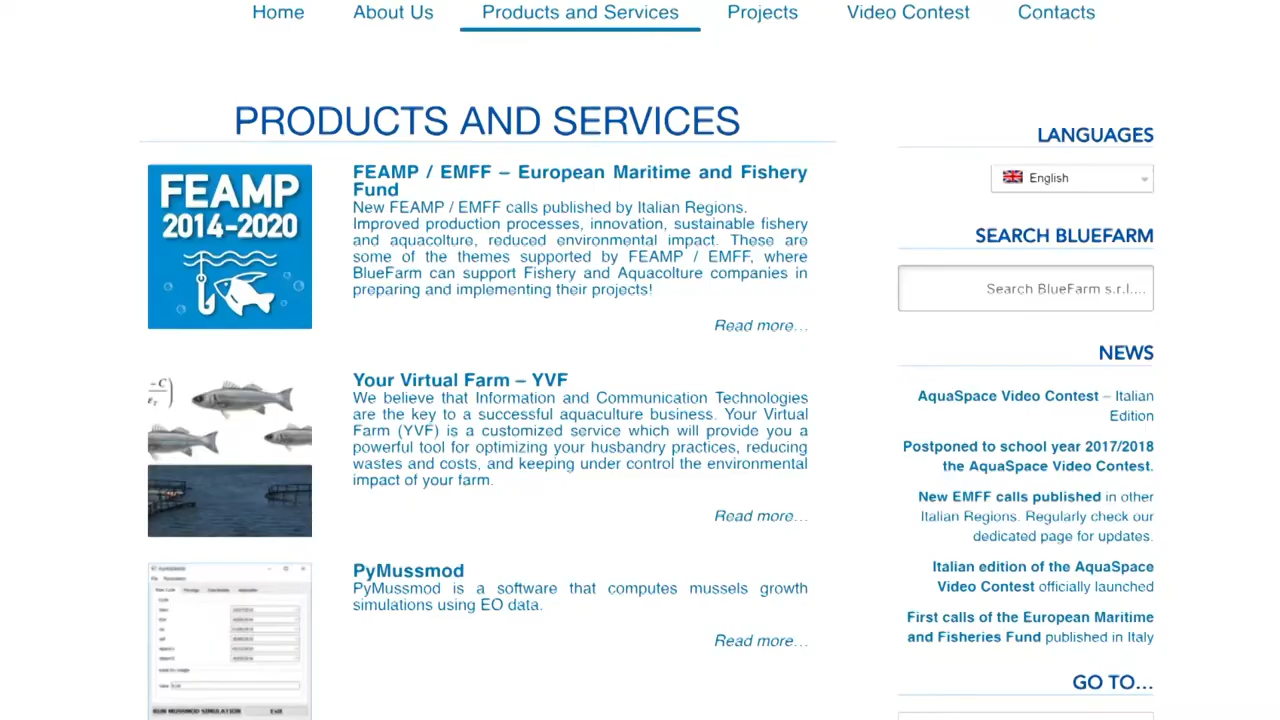 Home About Us Products and Services Projects Video Contest Contacts
PRODUCTS AND SERVICES
FEAMP
2014-2020
FEAMP / EMFF – European Maritime and Fishery
Fund
New FEAMP / EMFF calls published by Italian Regions.
Improved production processes, innovation, sustainable fishery
and aquacolture, reduced environmental impact. These are
some of the themes supported by FEAMP / EMFF, where
BlueFarm can support Fishery and Aquacolture companies in
preparing and implementing their projects!
Read more...
Your Virtual Farm – YVF
We believe that Information and Communication Technologies
are the key to a successful aquaculture business. Your Virtual
Farm (YVF) is a customized service which will provide you a
powerful tool for optimizing your husbandry practices, reducing
wastes and costs, and keeping under control the environmental
impact of your farm.
Read more...
PyMussmod
PyMussmod is a software that computes mussels growth
simulations using EO data.
Read more...
RUN MUSSMOD SIMULATION Exit
LANGUAGES
English
SEARCH BLUEFARM
Search BlueFarm s.r.l....
NEWS
AquaSpace Video Contest – Italian
Edition
Postponed to school year 2017/2018
the AquaSpace Video Contest.
New EMFF calls published in other
Italian Regions. Regularly check our
dedicated page for updates.
Italian edition of the AquaSpace
Video Contest officially launched
First calls of the European Maritime
and Fisheries Fund published in Italy
GO TO...